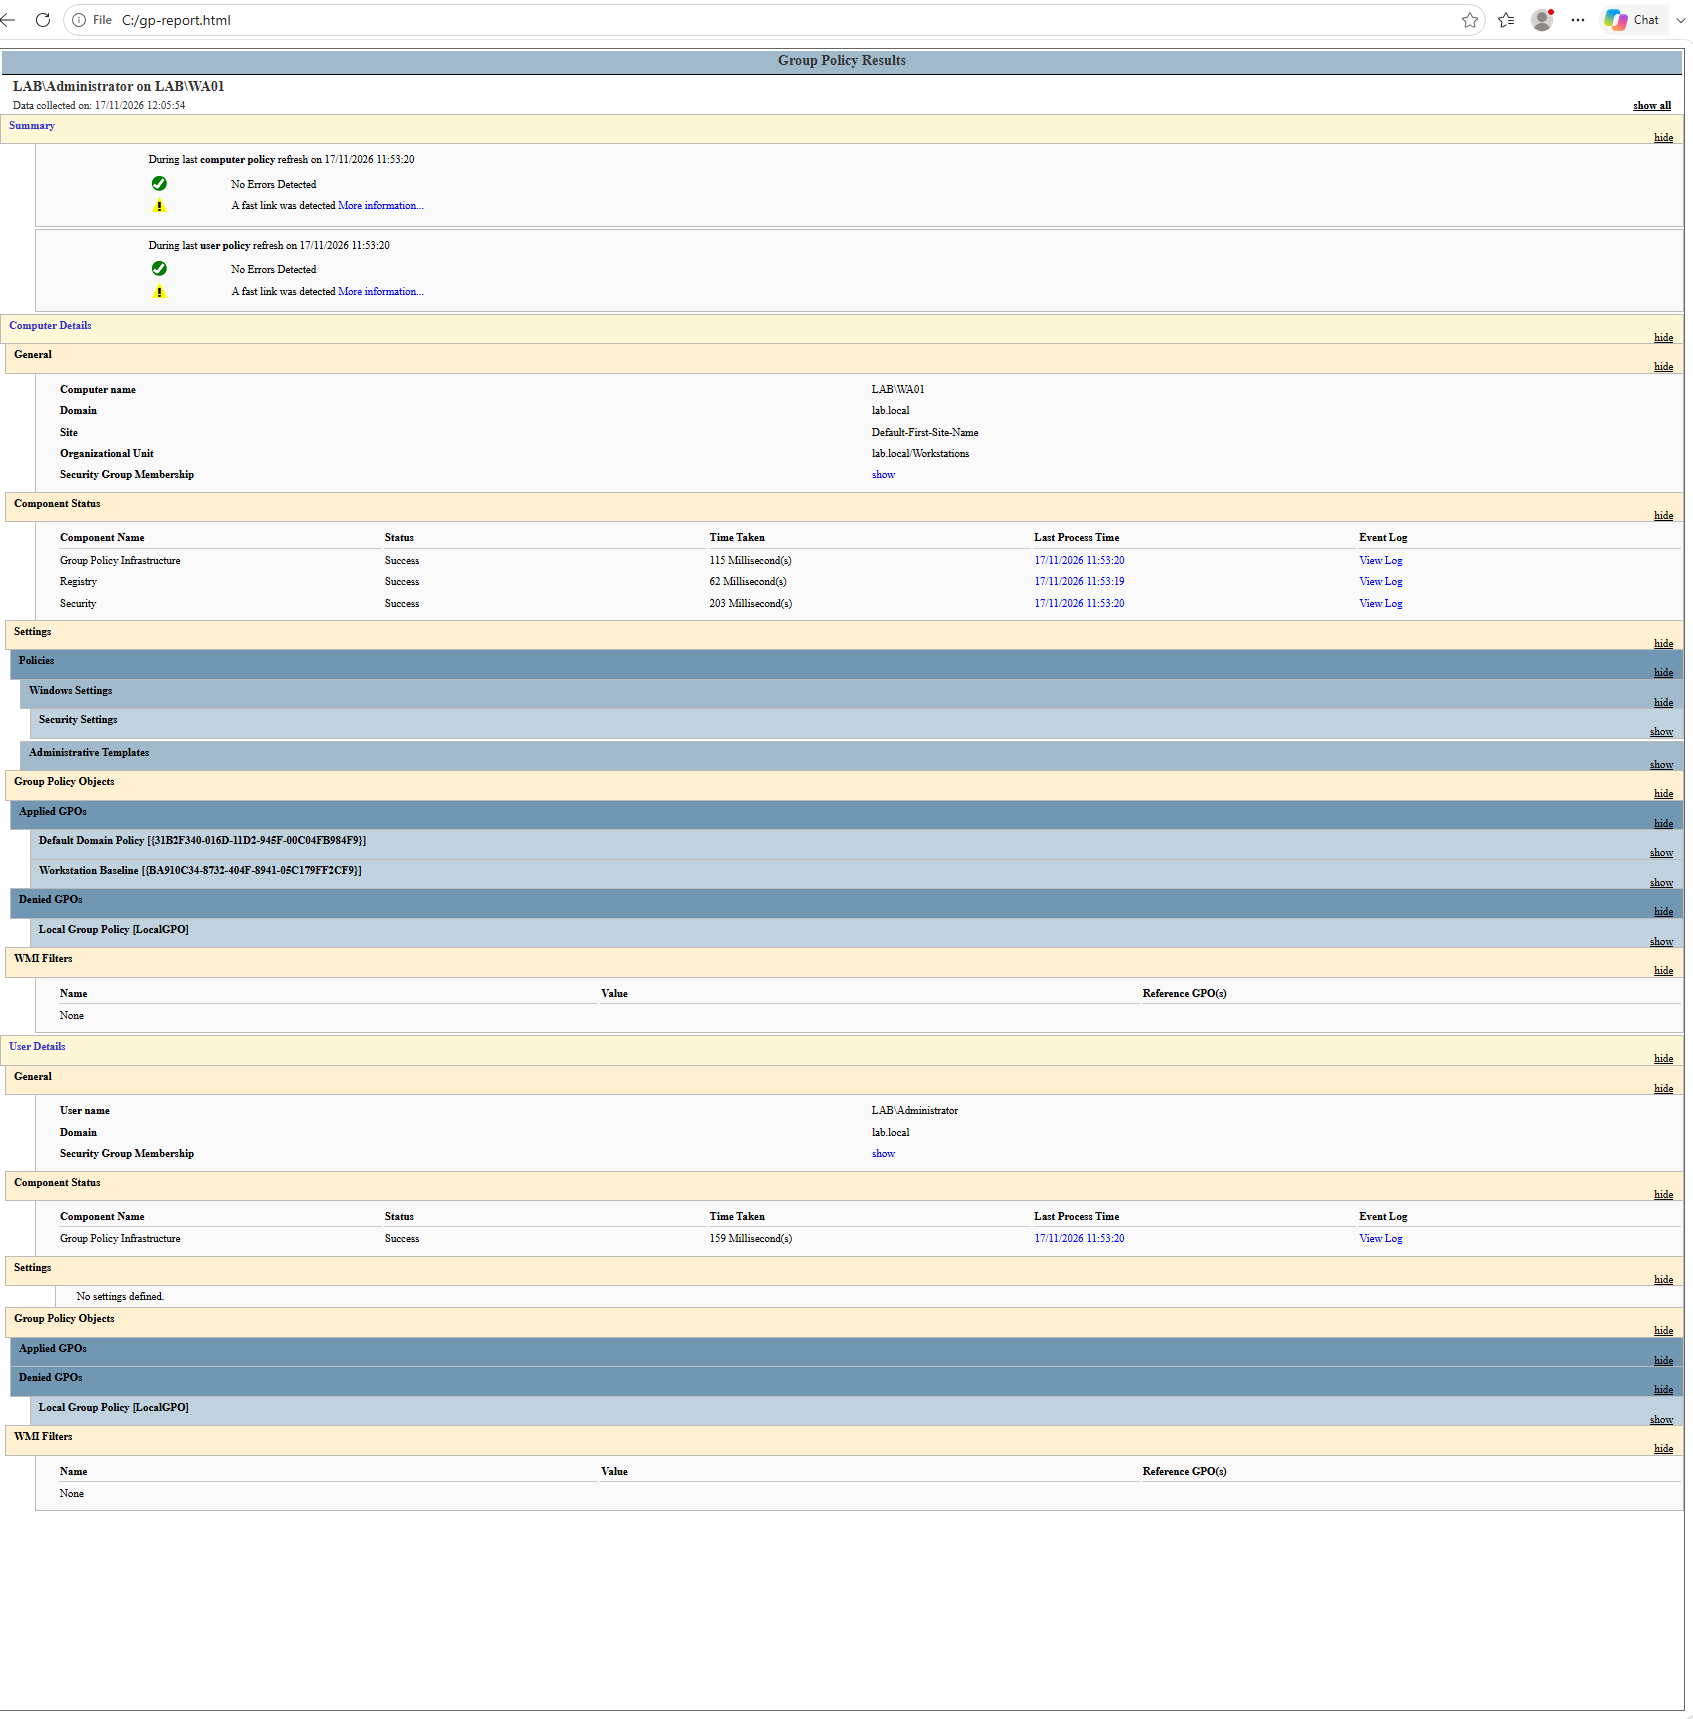 File C:/gp-report.html
Chat
Group Policy Results
LAB\Administrator on LAB\WA01
Data collected on: 17/11/2026 12:05:54
show all
Summary
hide
During last computer policy refresh on 17/11/2026 11:53:20
No Errors Detected
A fast link was detected More information...
During last user policy refresh on 17/11/2026 11:53:20
No Errors Detected
A fast link was detected More information...
Computer Details
hide
General
hide
Computer name LAB\WA01
Domain lab.local
Site Default-First-Site-Name
Organizational Unit lab.local/Workstations
Security Group Membership show
Component Status
hide
Component Name Status Time Taken Last Process Time Event Log
Group Policy Infrastructure Success 115 Millisecond(s) 17/11/2026 11:53:20 View Log
Registry Success 62 Millisecond(s) 17/11/2026 11:53:19 View Log
Security Success 203 Millisecond(s) 17/11/2026 11:53:20 View Log
Settings
hide
Policies
hide
Windows Settings
hide
Security Settings
show
Administrative Templates
show
Group Policy Objects
hide
Applied GPOs
hide
Default Domain Policy [{31B2F340-016D-11D2-945F-00C04FB984F9}]
show
Workstation Baseline [{BA910C34-8732-404F-8941-05C179FF2CF9}]
show
Denied GPOs
hide
Local Group Policy [LocalGPO]
show
WMI Filters
hide
Name Value Reference GPO(s)
None
User Details
hide
General
hide
User name LAB\Administrator
Domain lab.local
Security Group Membership show
Component Status
hide
Component Name Status Time Taken Last Process Time Event Log
Group Policy Infrastructure Success 159 Millisecond(s) 17/11/2026 11:53:20 View Log
Settings
hide
No settings defined.
Group Policy Objects
hide
Applied GPOs
hide
Denied GPOs
hide
Local Group Policy [LocalGPO]
show
WMI Filters
hide
Name Value Reference GPO(s)
None